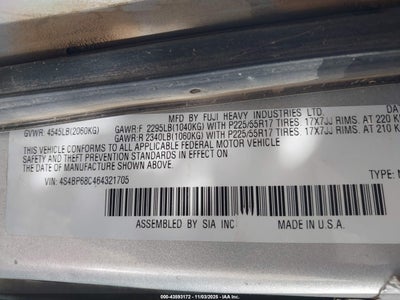 MFD. BY FUJI HEAVY INDUSTRIES LTD. DA
GVWR: 4545LB(2060KG) GAWR:F 2295LB(1040KG) WITH P225/55R17 TIRES. 17X7JJ RIMS. AT 220 K
GAWR:R 2340LB(1060KG) WITH P225/55R17 TIRES. 17X7JJ RIMS. AT 210 K
THIS VEHICLE CONFORMS TO ALL APPLICABLE FEDERAL MOTOR VEHICLE
SAFETY AND THEFT PREVENTION STANDARDS IN EFFECT ON
THE DATE OF MANUFACTURE SHOWN ABOVE.
VIN: 4S4BP68C464321705 TYPE: M
ASSEMBLED BY SIA INC MADE IN U.S.A.
000-43593172 - 11/03/2025 - IAA Inc.